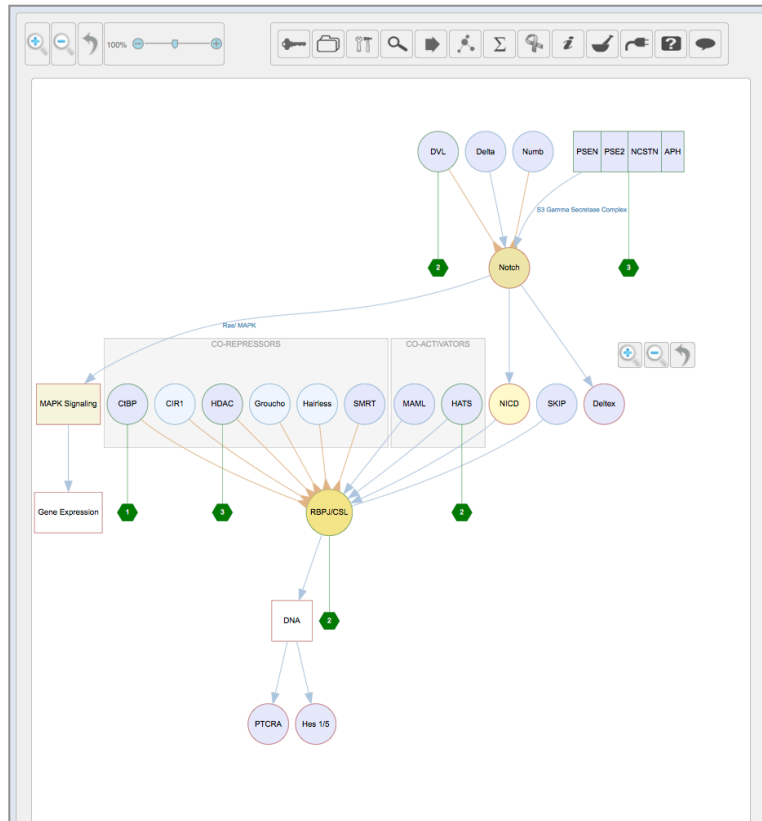 100%
Σ
i
?
DVL
Delta
Numb
PSEN
PSE2
NCSTN
APH
S3 Gamma Secretase Complex
2
Notch
3
Ras/ MAPK
CO-REPRESSORS
CO-ACTIVATORS
MAPK Signaling
CtBP
CIR1
HDAC
Groucho
Hairless
SMRT
MAML
HATS
NICD
SKIP
Deltex
Gene Expression
1
3
RBPJ/CSL
2
DNA
2
PTCRA
Hes 1/5